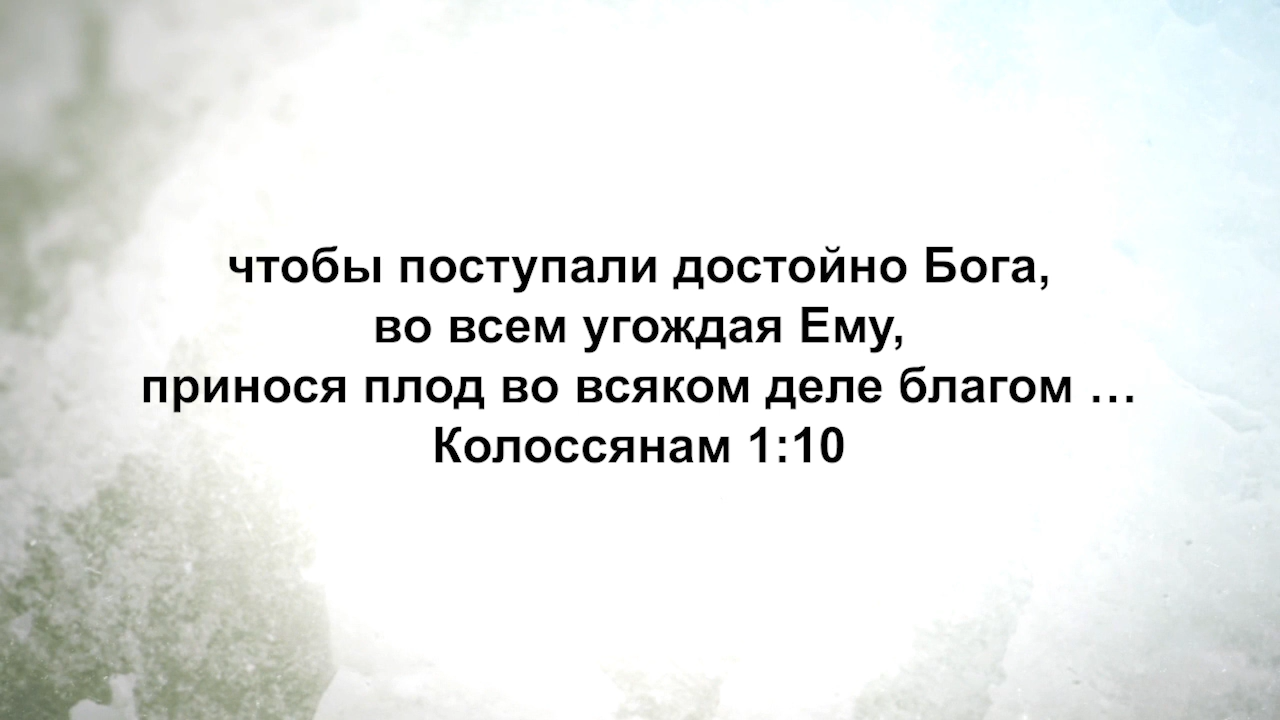 чтобы поступали достойно Бога,
во всем угождая Ему,
принося плод во всяком деле благом …
Колоссянам 1:10